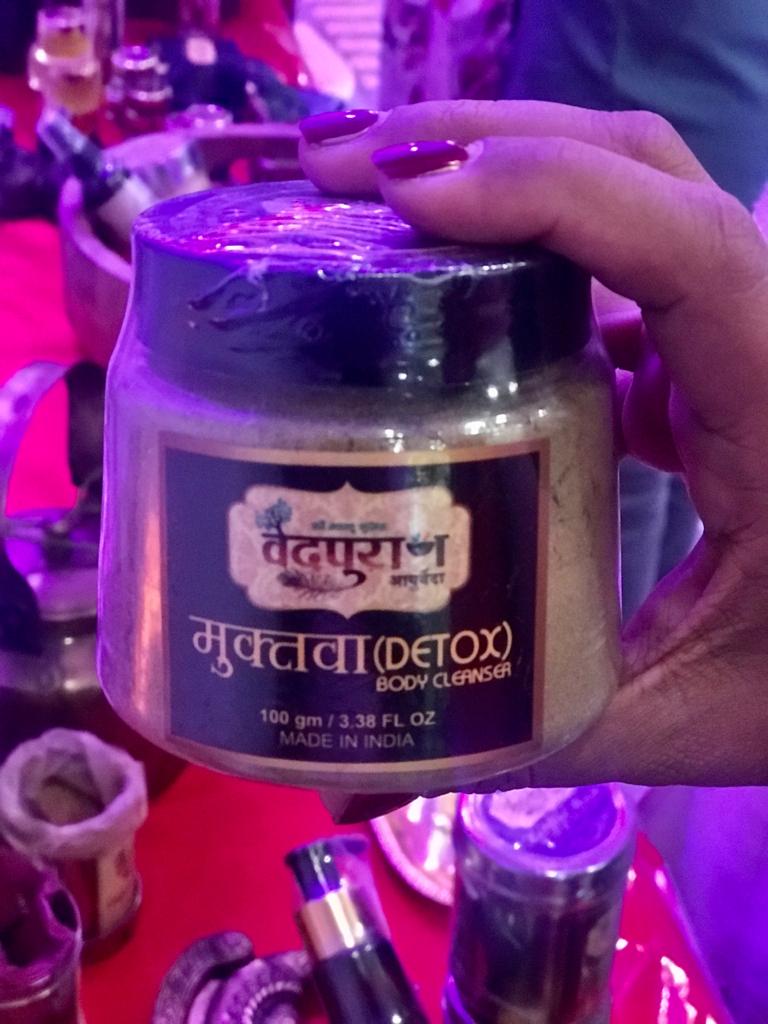 वेदपुराण
आयुर्वेदा
मुक्तवा (DETOX)
BODY CLEANSER
100 gm / 3.38 FL OZ
MADE IN INDIA